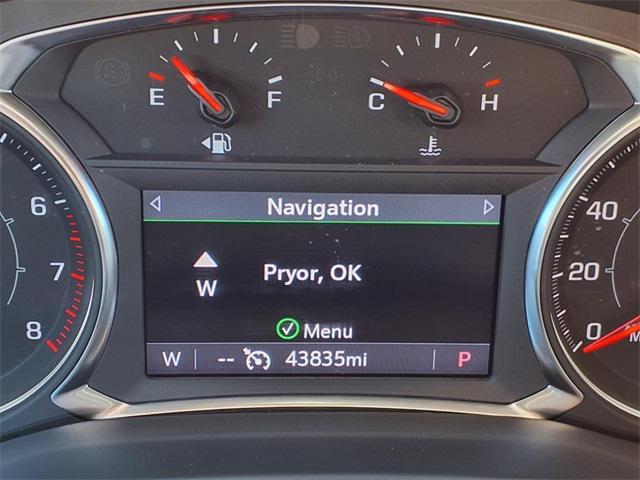 E F
C H
Navigation
W
Pryor, OK
Menu
W -- 43835mi P
6
7
8
40
20
0